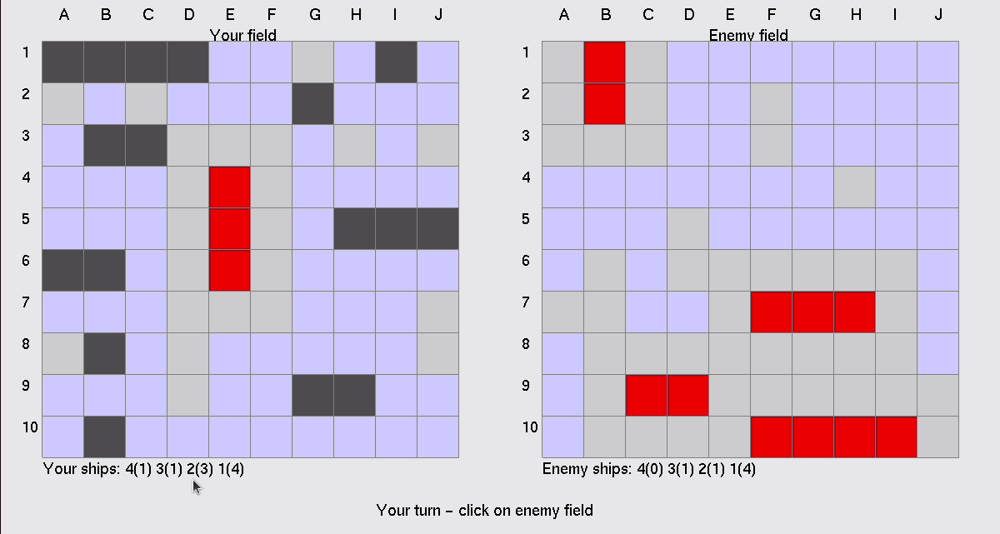 A B C D E F G H I J
Your field
1
2
3
4
5
6
7
8
9
10
Your ships: 4(1) 3(1) 2(3) 1(4)
A B C D E F G H I J
Enemy field
1
2
3
4
5
6
7
8
9
10
Enemy ships: 4(0) 3(1) 2(1) 1(4)
Your turn – click on enemy field